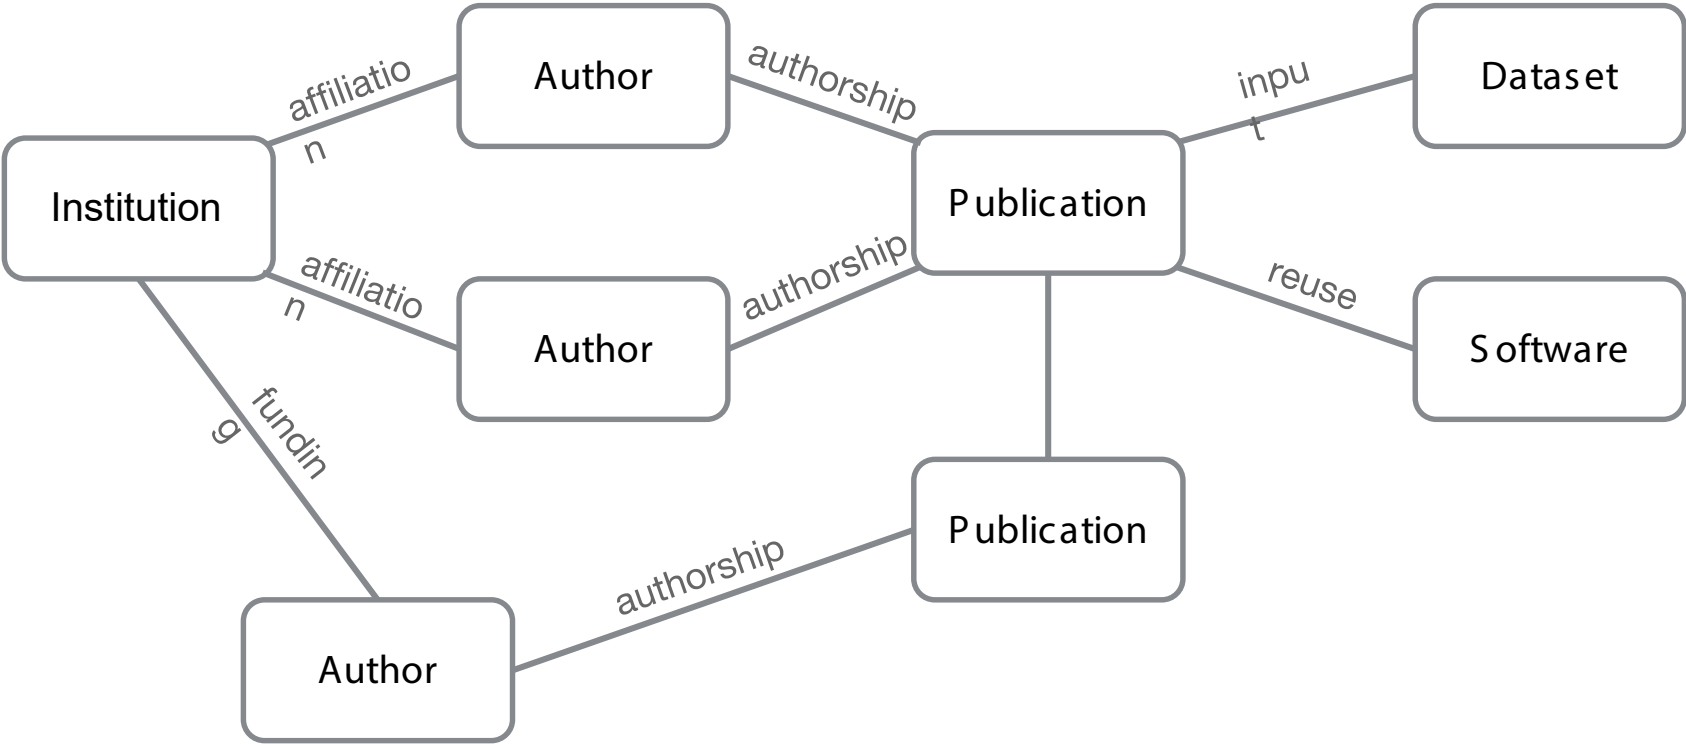 Author
authorship
inpu
t
Dataset
affiliatio
n
Institution
Publication
affiliatio
n
Author
authorship
reuse
Software
fundin
g
Publication
authorship
Author